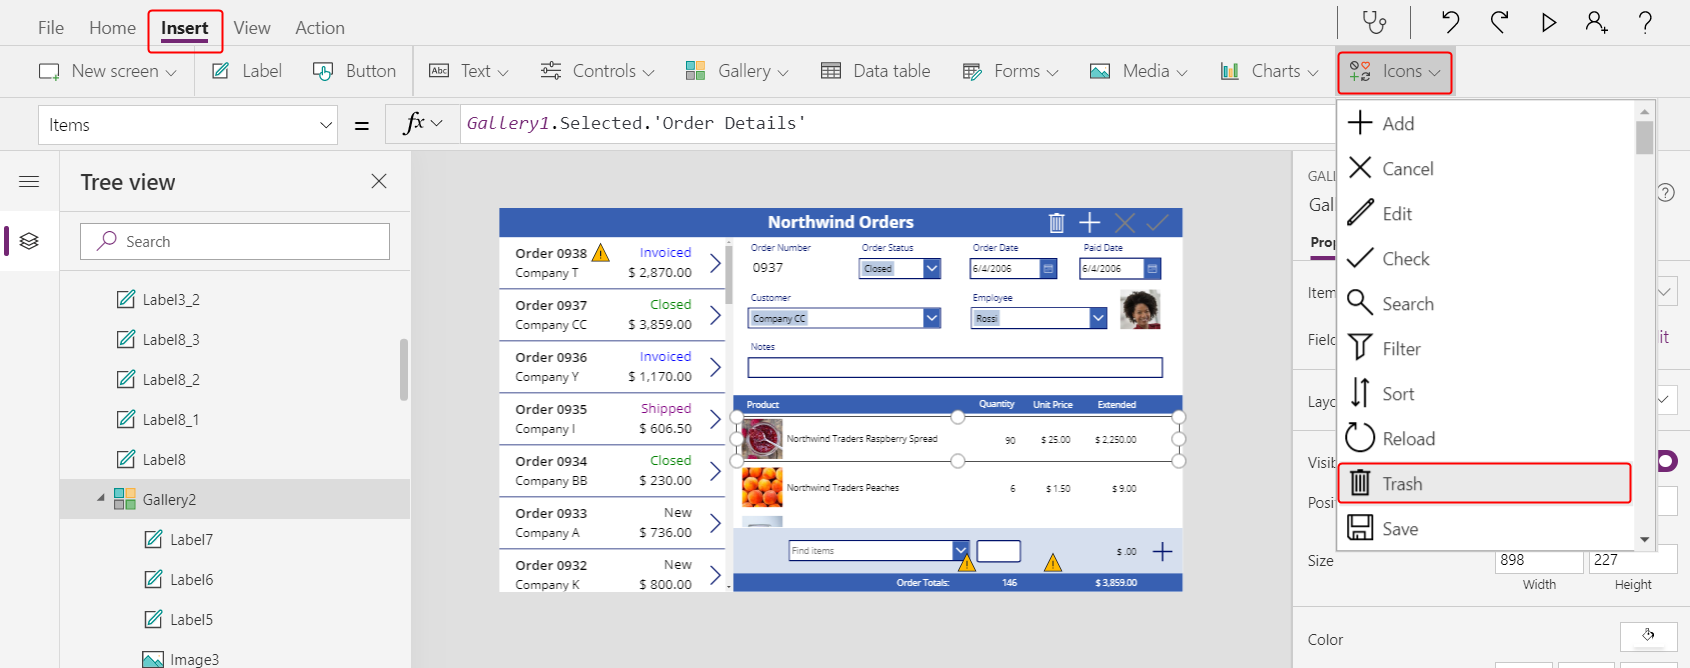 File Home Insert View Action
New screen Label Button Abc Text Controls Gallery Data table Forms Media Charts Icons
Items = fx Gallery1.Selected.'Order Details'
Tree view
Search
Label3_2
Label8_3
Label8_2
Label8_1
Label8
Gallery2
Label7
Label6
Label5
Image3
Northwind Orders
Order 0938 Invoiced
Company T $ 2,870.00
Order 0937 Closed
Company CC $ 3,859.00
Order 0936 Invoiced
Company Y $ 1,170.00
Order 0935 Shipped
Company I $ 606.50
Order 0934 Closed
Company BB $ 230.00
Order 0933 New
Company A $ 736.00
Order 0932 New
Company K $ 800.00
Order Number Order Status Order Date Paid Date
0937 Closed 6/4/2006 6/4/2006
Customer Employee
Company CC Rossi
Notes
Product Quantity Unit Price Extended
Northwind Traders Raspberry Spread 90 $ 25.00 $ 2,250.00
Northwind Traders Peaches 6 $ 1.50 $ 9.00
Find items $ .00
Order Totals: 146 $ 3,859.00
Add
Cancel
Edit
Check
Search
Filter
Sort
Reload
Trash
Save
GALL
Gal
Prop
Item
Field it
Layo
Visib
Posi
Size 898 227
Width Height
Color